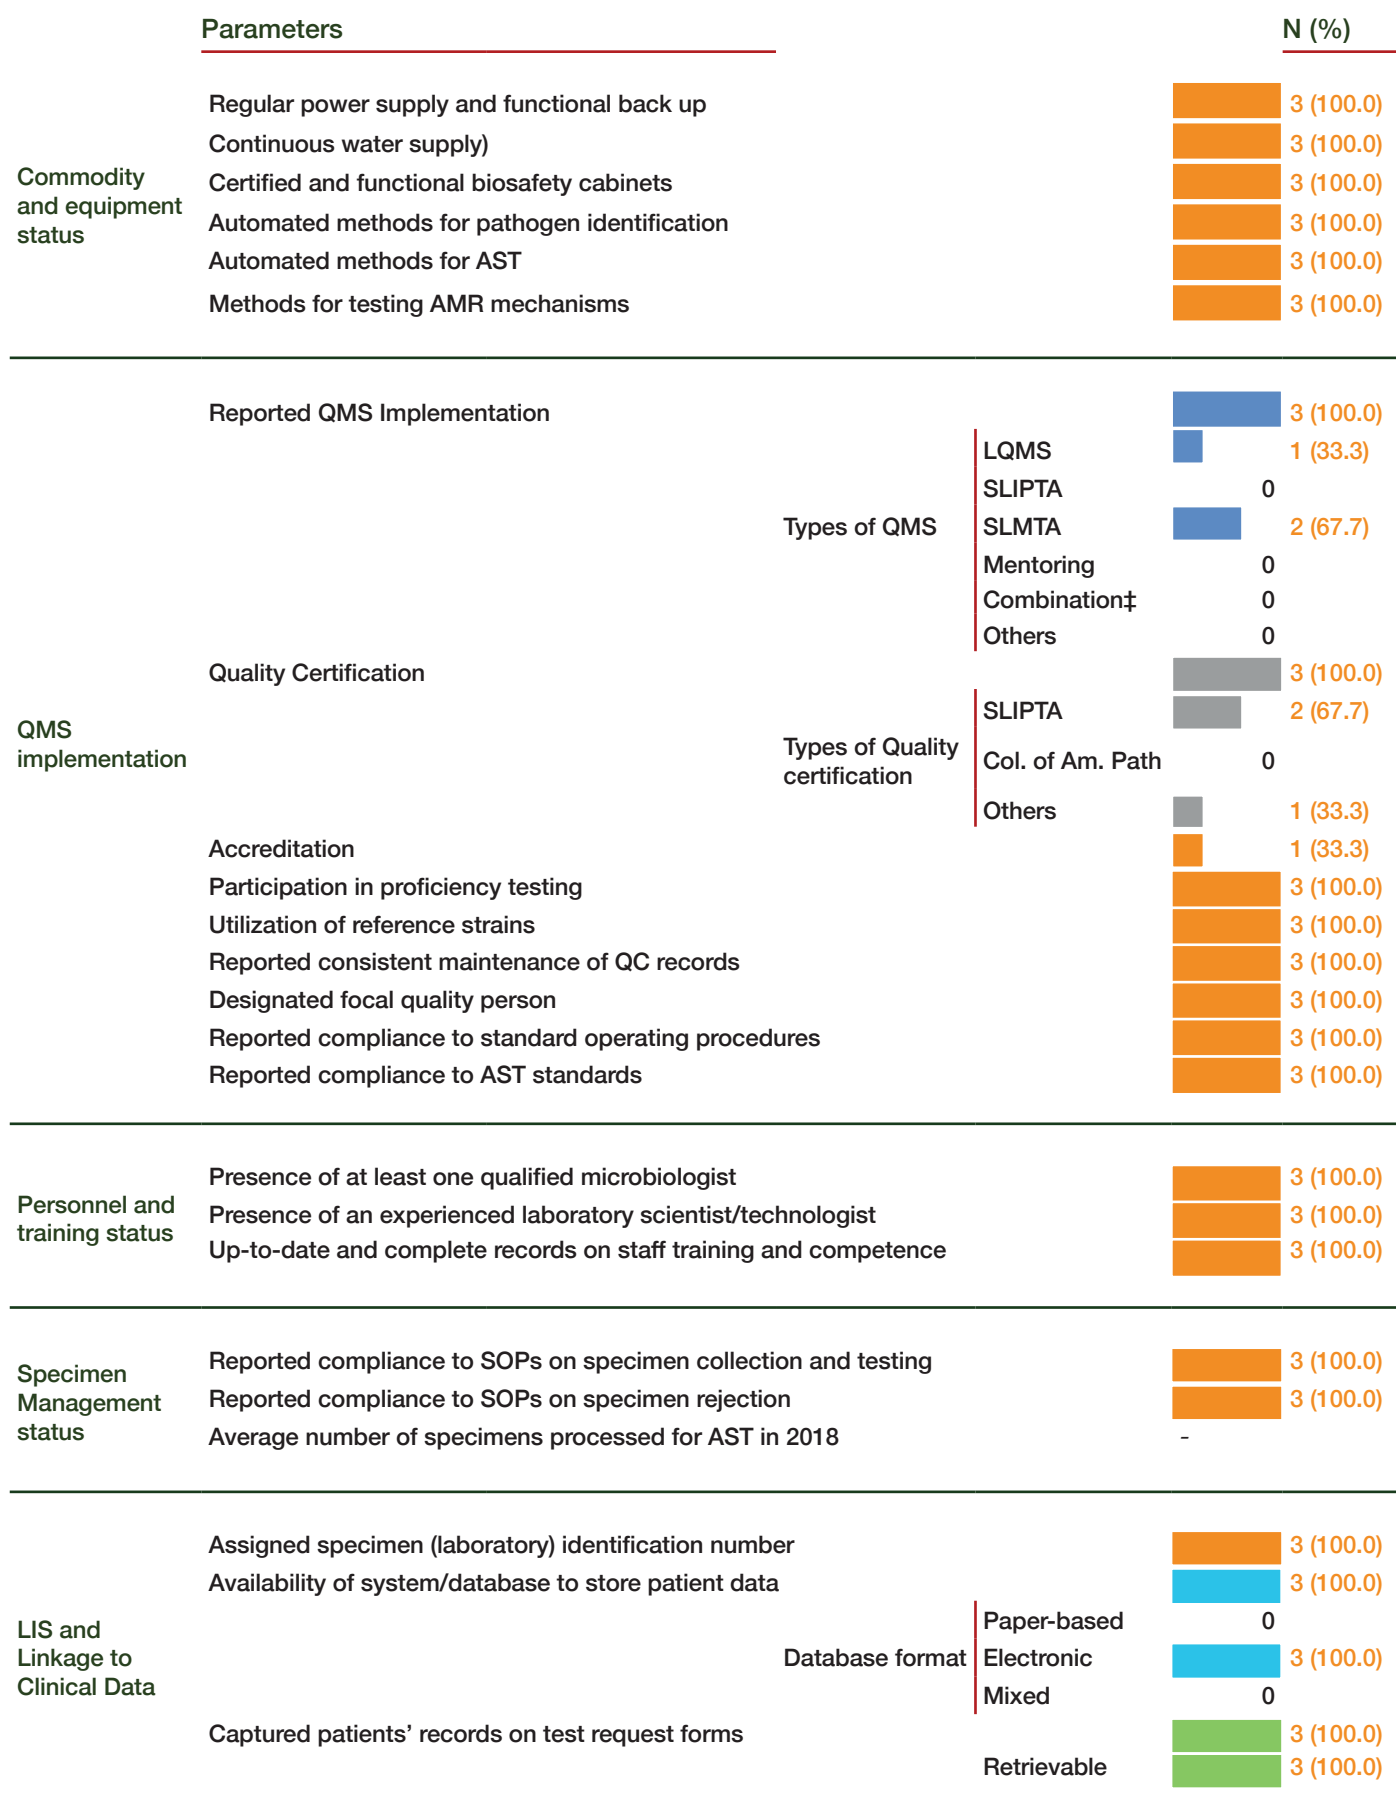 Parameters N (%)
Commodity
and equipment
status
Regular power supply and functional back up 3 (100.0)
Continuous water supply) 3 (100.0)
Certified and functional biosafety cabinets 3 (100.0)
Automated methods for pathogen identification 3 (100.0)
Automated methods for AST 3 (100.0)
Methods for testing AMR mechanisms 3 (100.0)
QMS
implementation
Reported QMS Implementation 3 (100.0)
Types of QMS
LQMS 1 (33.3)
SLIPTA 0
SLMTA 2 (67.7)
Mentoring 0
Combination‡ 0
Others 0
Quality Certification 3 (100.0)
Types of Quality
certification
SLIPTA 2 (67.7)
Col. of Am. Path 0
Others 1 (33.3)
Accreditation 1 (33.3)
Participation in proficiency testing 3 (100.0)
Utilization of reference strains 3 (100.0)
Reported consistent maintenance of QC records 3 (100.0)
Designated focal quality person 3 (100.0)
Reported compliance to standard operating procedures 3 (100.0)
Reported compliance to AST standards 3 (100.0)
Personnel and
training status
Presence of at least one qualified microbiologist 3 (100.0)
Presence of an experienced laboratory scientist/technologist 3 (100.0)
Up-to-date and complete records on staff training and competence 3 (100.0)
Specimen
Management
status
Reported compliance to SOPs on specimen collection and testing 3 (100.0)
Reported compliance to SOPs on specimen rejection 3 (100.0)
Average number of specimens processed for AST in 2018 -
LIS and
Linkage to
Clinical Data
Assigned specimen (laboratory) identification number 3 (100.0)
Availability of system/database to store patient data 3 (100.0)
Database format
Paper-based 0
Electronic 3 (100.0)
Mixed 0
Captured patients’ records on test request forms 3 (100.0)
Retrievable 3 (100.0)